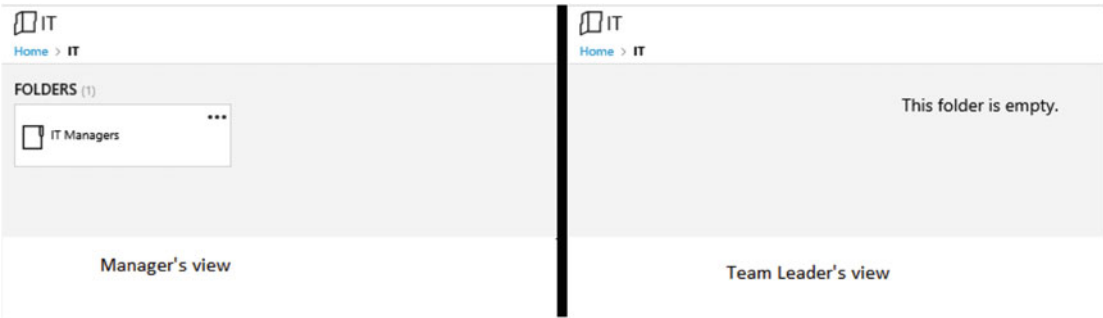 IT
Home > IT
FOLDERS (1)
...
IT Managers
Manager's view
IT
Home > IT
This folder is empty.
Team Leader's view